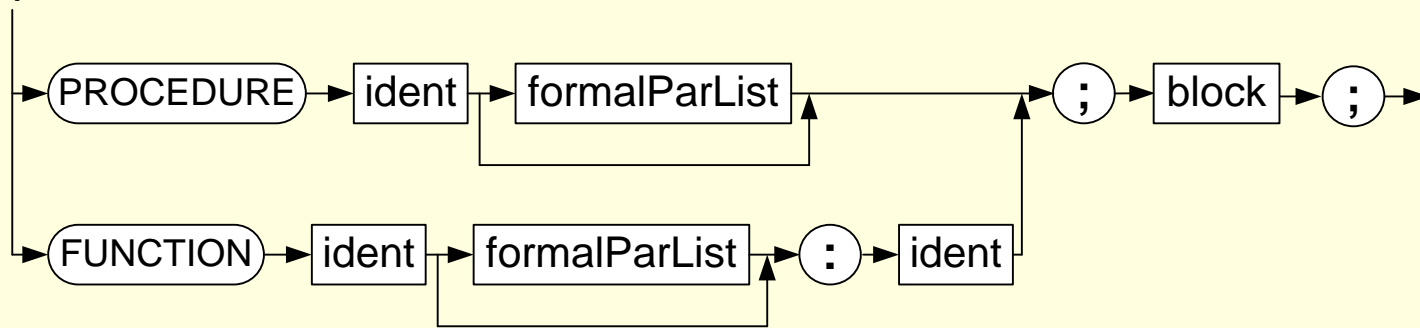 PROCEDURE ident formalParList ; block ;
FUNCTION ident formalParList : ident